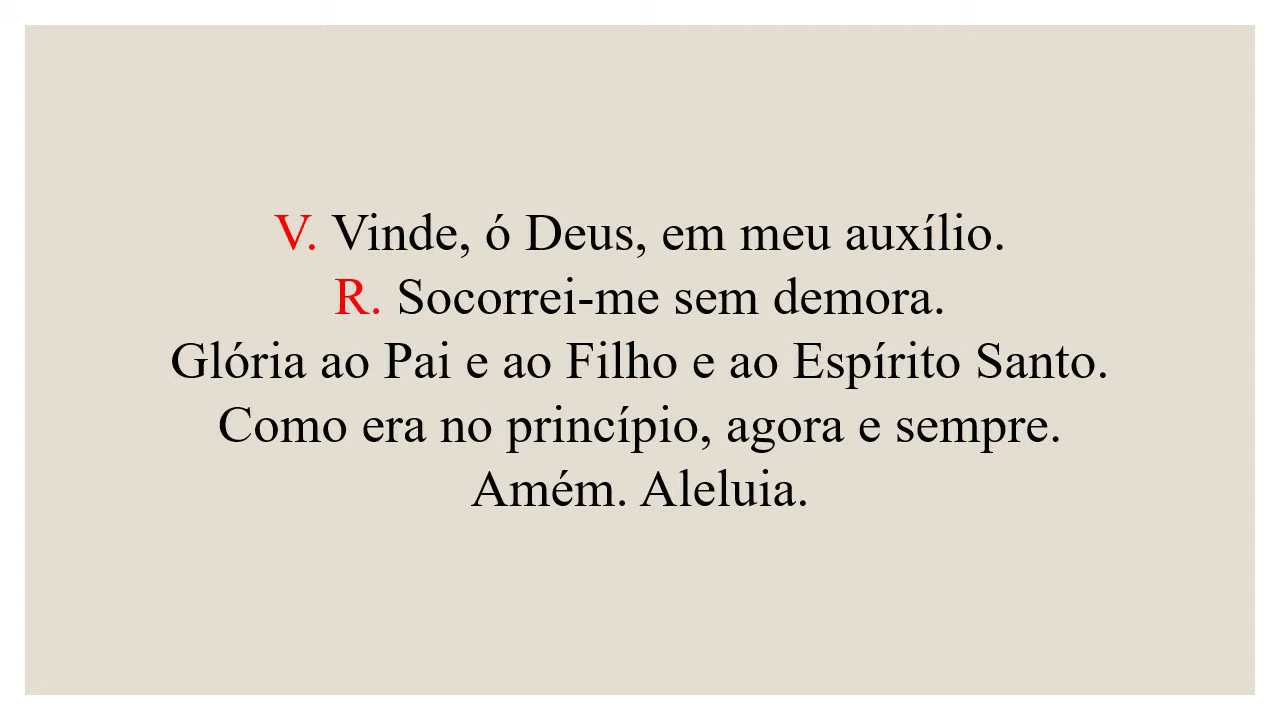 V. Vinde, ó Deus, em meu auxílio.
R. Socorrei-me sem demora.
Glória ao Pai e ao Filho e ao Espírito Santo.
Como era no princípio, agora e sempre.
Amém. Aleluia.